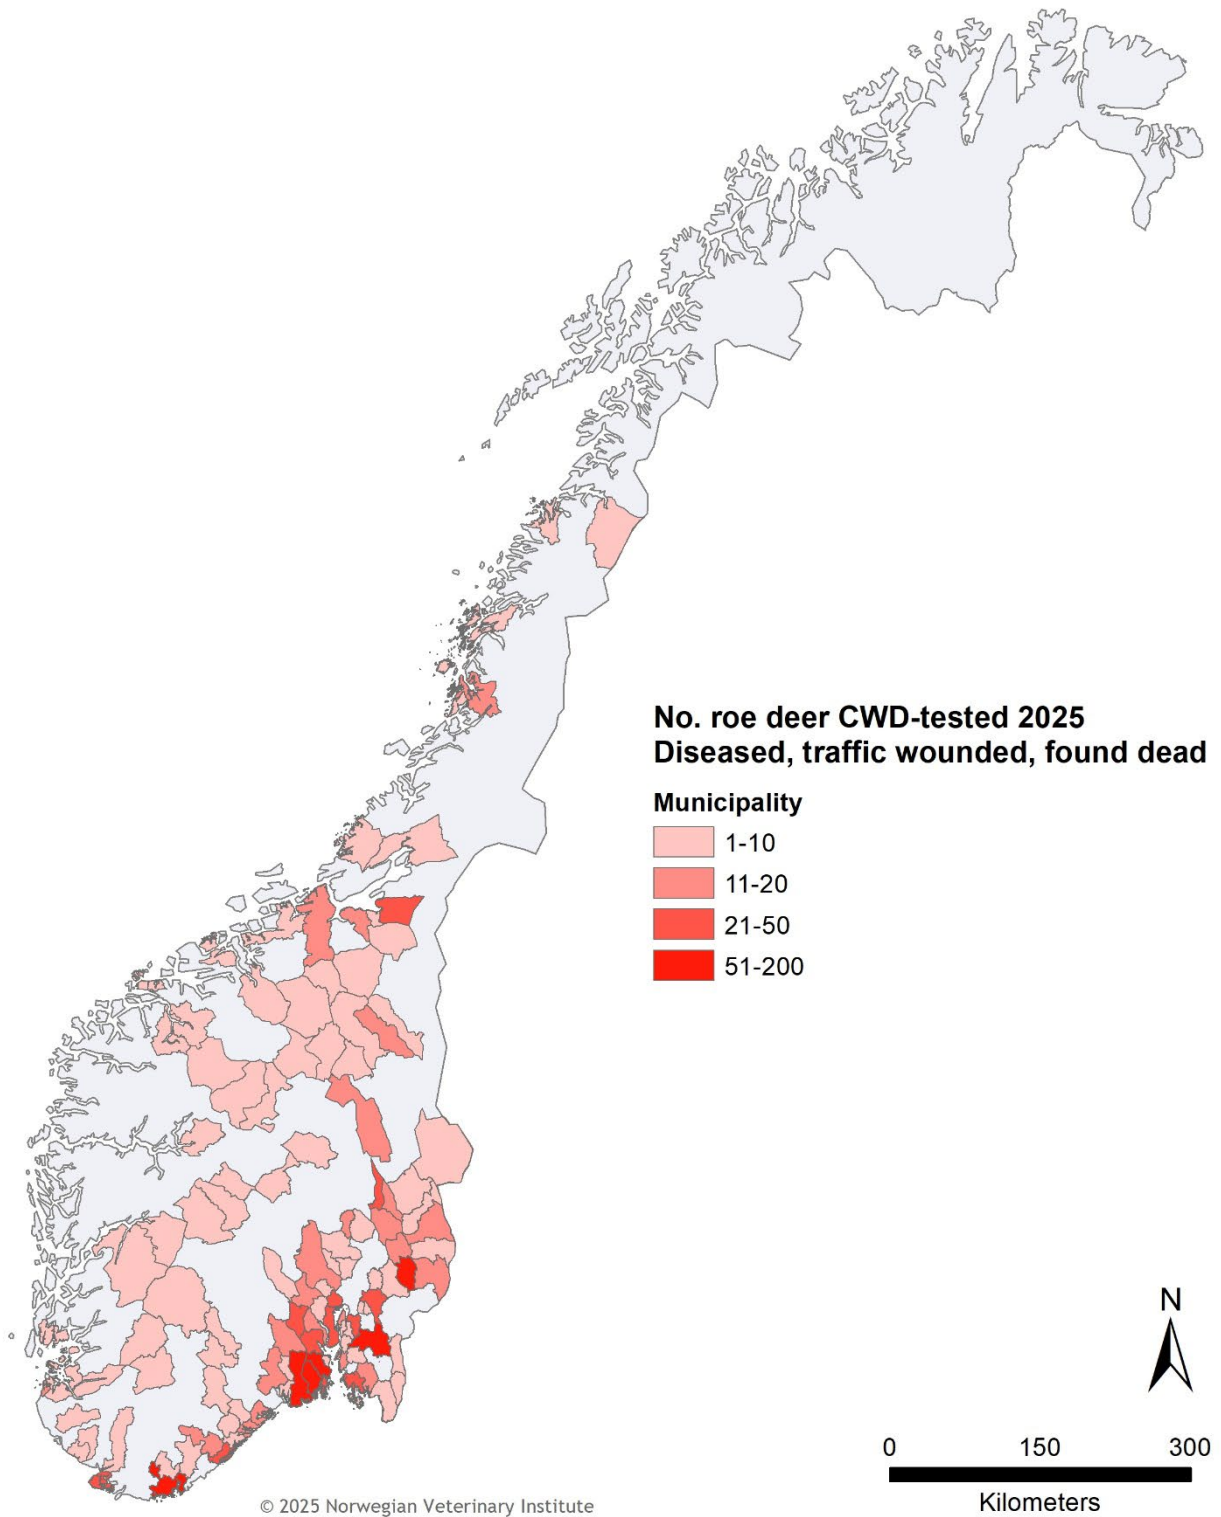 No. roe deer CWD-tested 2025
Diseased, traffic wounded, found dead
Municipality
1-10
11-20
21-50
51-200
N
0 150 300
Kilometers
© 2025 Norwegian Veterinary Institute